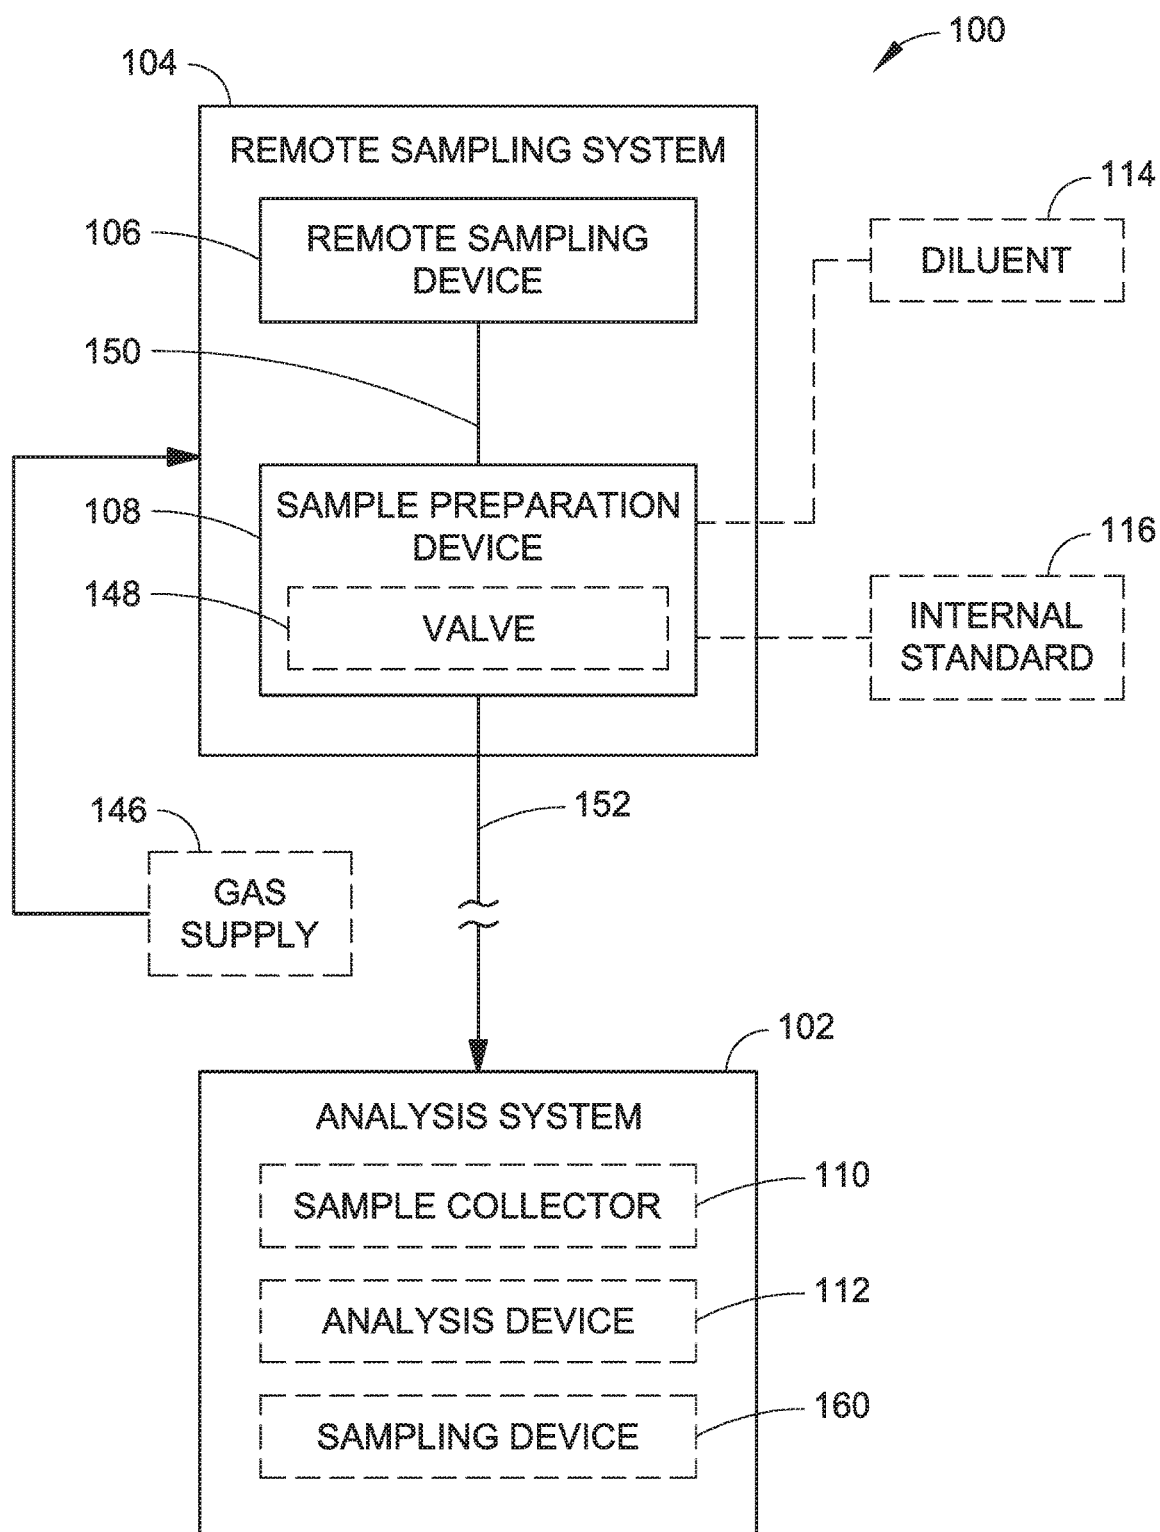 100
104
REMOTE SAMPLING SYSTEM
114
106
REMOTE SAMPLING
DEVICE
DILUENT
150
108
SAMPLE PREPARATION
DEVICE
116
148
VALVE
INTERNAL
STANDARD
146
152
GAS
SUPPLY
102
ANALYSIS SYSTEM
110
SAMPLE COLLECTOR
112
ANALYSIS DEVICE
160
SAMPLING DEVICE